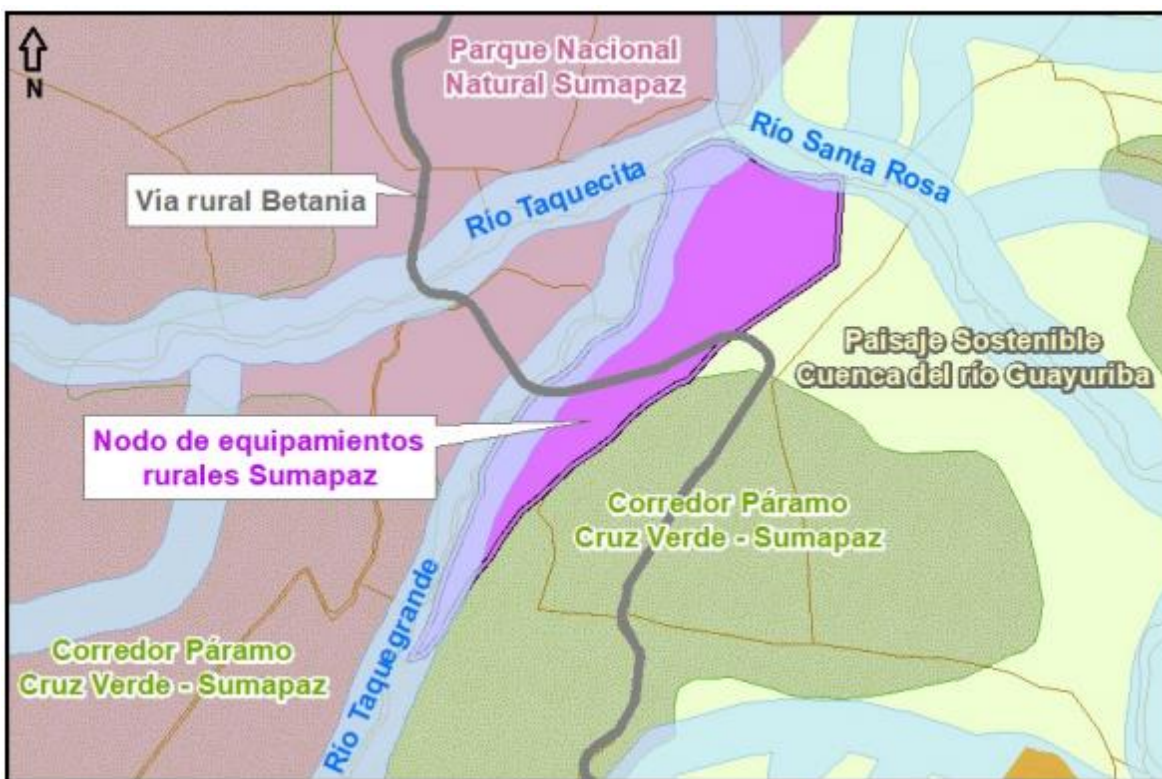 N
Parque Nacional
Natural Sumapaz
Río Santa Rosa
Vía rural Betania
Río Taquecita
Paisaje Sostenible
Cuenca del río Guayuriba
Nodo de equipamientos
rurales Sumapaz
Corredor Páramo
Cruz Verde - Sumapaz
Río Taquegrande
Corredor Páramo
Cruz Verde - Sumapaz